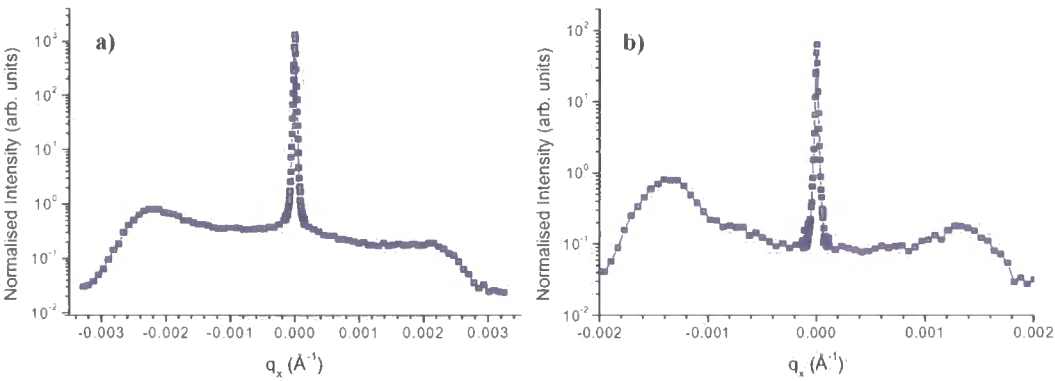 a)
Normalised Intensity (arb. units)
10³
10²
10¹
10⁰
10⁻¹
10⁻²
-0.003 -0.002 -0.001 0.000 0.001 0.002 0.003
qₓ (Å⁻¹)
b)
Normalised Intensity (arb. units)
10²
10¹
10⁰
10⁻¹
10⁻²
-0.002 -0.001 0.000 0.001 0.002
qₓ (Å⁻¹)